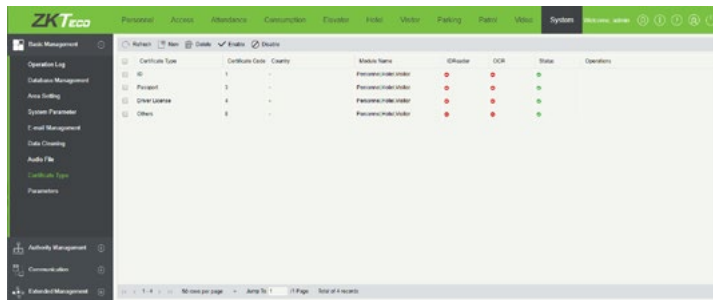 ZKTeco
Personnel Access Attendance Consumption Elevator Hotel Visitor Parking Patrol Video System Welcome, admin
Basic Management
Refresh New Delete Enable Disable
Certificate Type Certificate Code Country Module Name IDReader OCR Status Operations
ID 1 - Personnel;Hotel;Visitor
Passport 3 - Personnel;Hotel;Visitor
Driver License 4 - Personnel;Hotel;Visitor
Others 8 - Personnel;Hotel;Visitor
Operation Log
Database Management
Area Setting
System Parameter
E-mail Management
Data Cleaning
Audio File
Certificate Type
Parameters
Authority Management
Communication
Extended Management
1-4 50 rows per page Jump To 1 /1 Page Total of 4 records